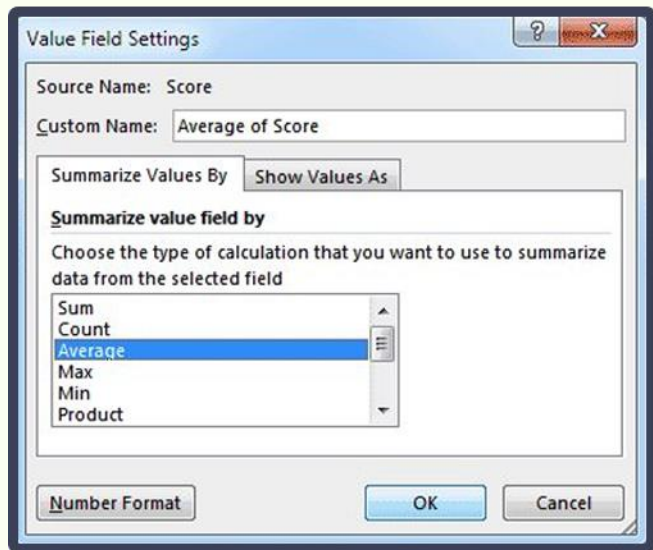 Value Field Settings
Source Name: Score
Custom Name: Average of Score
Summarize Values By Show Values As
Summarize value field by
Choose the type of calculation that you want to use to summarize
data from the selected field
Sum
Count
Average
Max
Min
Product
Number Format OK Cancel